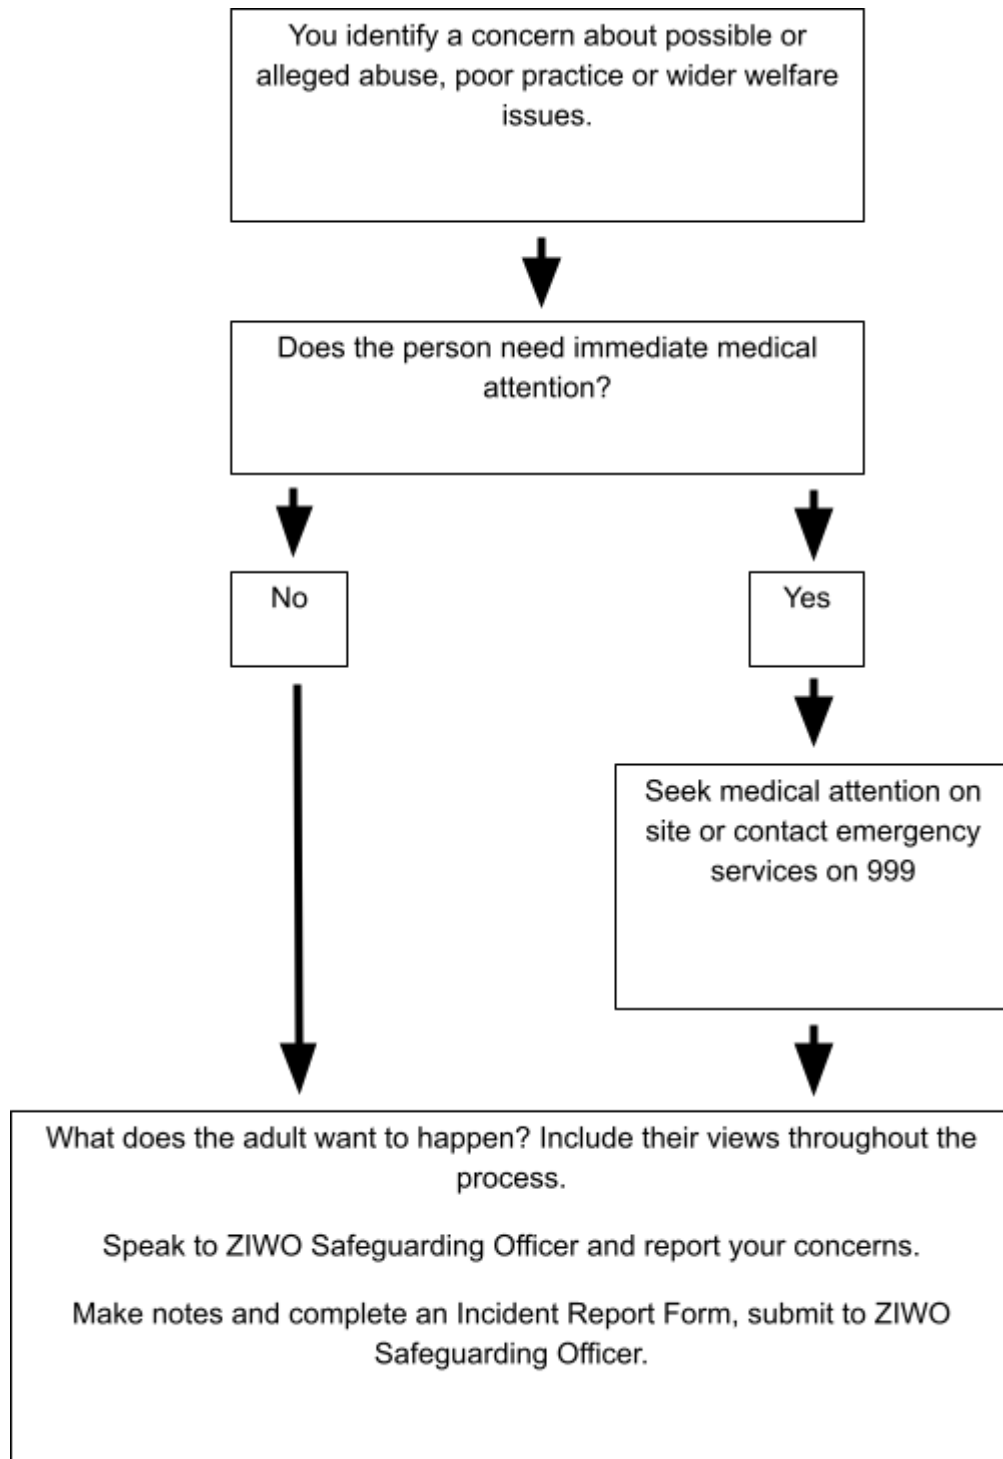 You identify a concern about possible or
alleged abuse, poor practice or wider welfare
issues.
Does the person need immediate medical
attention?
No
Yes
Seek medical attention on
site or contact emergency
services on 999
What does the adult want to happen? Include their views throughout the
process.
Speak to ZIWO Safeguarding Officer and report your concerns.
Make notes and complete an Incident Report Form, submit to ZIWO
Safeguarding Officer.